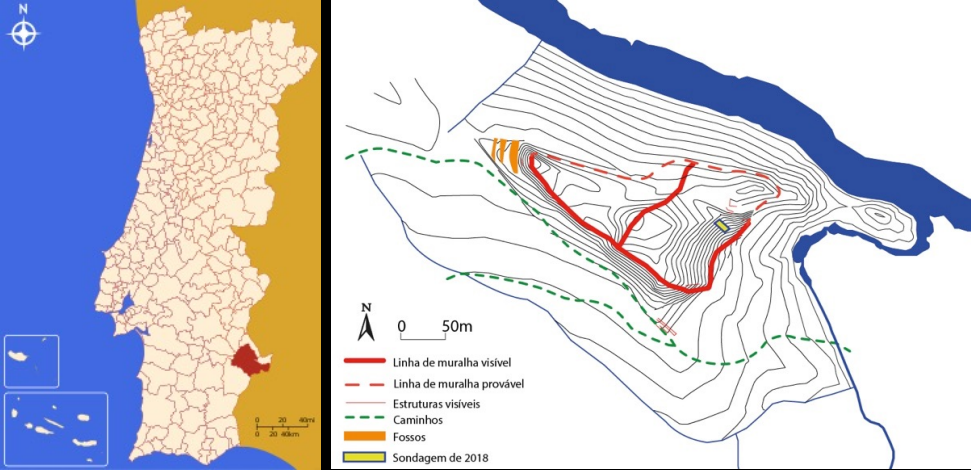 N
0 20 40mi
0 20 40km
N
0 50m
Linha de muralha visível
Linha de muralha provável
Estruturas visíveis
Caminhos
Fossos
Sondagem de 2018